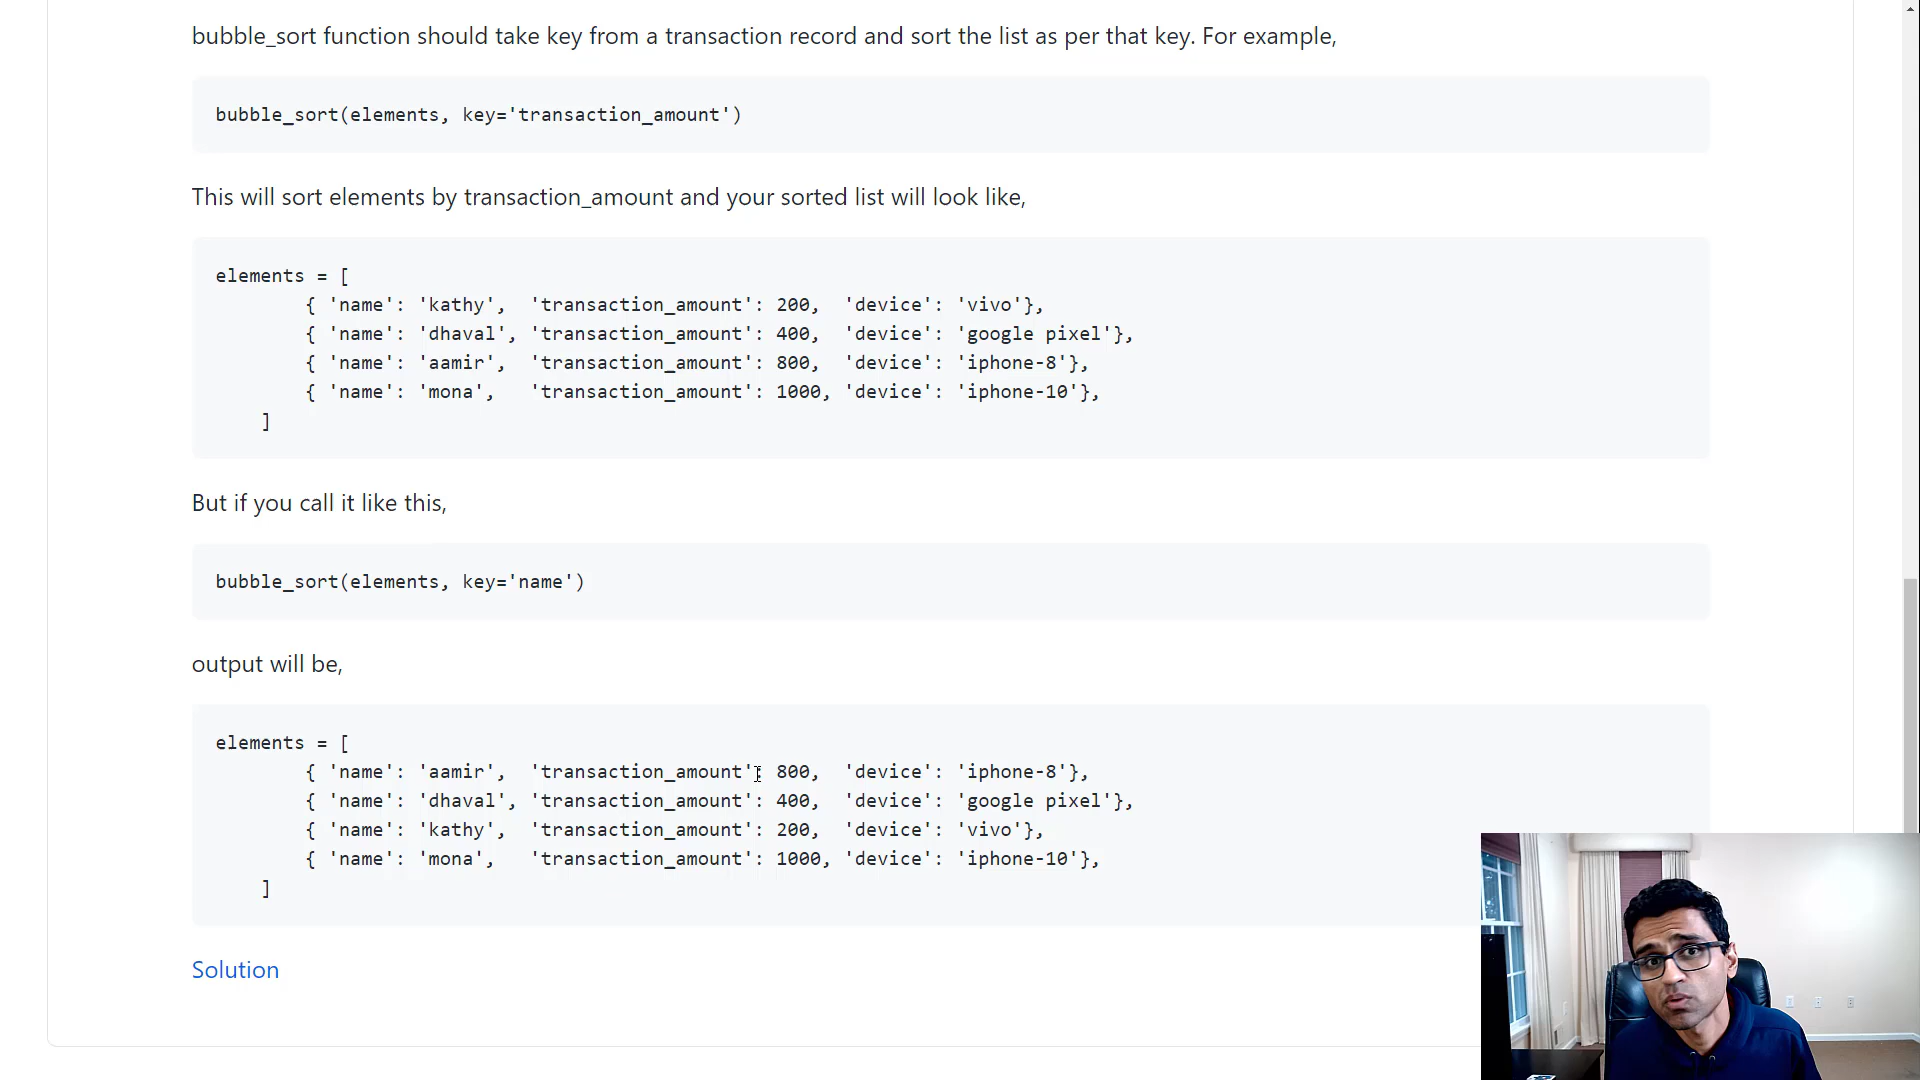 bubble_sort function should take key from a transaction record and sort the list as per that key. For example,
bubble_sort(elements, key='transaction_amount')
This will sort elements by transaction_amount and your sorted list will look like,
elements = [
        { 'name': 'kathy',  'transaction_amount': 200,  'device': 'vivo'},
        { 'name': 'dhaval', 'transaction_amount': 400,  'device': 'google pixel'},
        { 'name': 'aamir',  'transaction_amount': 800,  'device': 'iphone-8'},
        { 'name': 'mona',   'transaction_amount': 1000, 'device': 'iphone-10'},
    ]
But if you call it like this,
bubble_sort(elements, key='name')
output will be,
elements = [
        { 'name': 'aamir',  'transaction_amount': 800,  'device': 'iphone-8'},
        { 'name': 'dhaval', 'transaction_amount': 400,  'device': 'google pixel'},
        { 'name': 'kathy',  'transaction_amount': 200,  'device': 'vivo'},
        { 'name': 'mona',   'transaction_amount': 1000, 'device': 'iphone-10'},
    ]
Solution